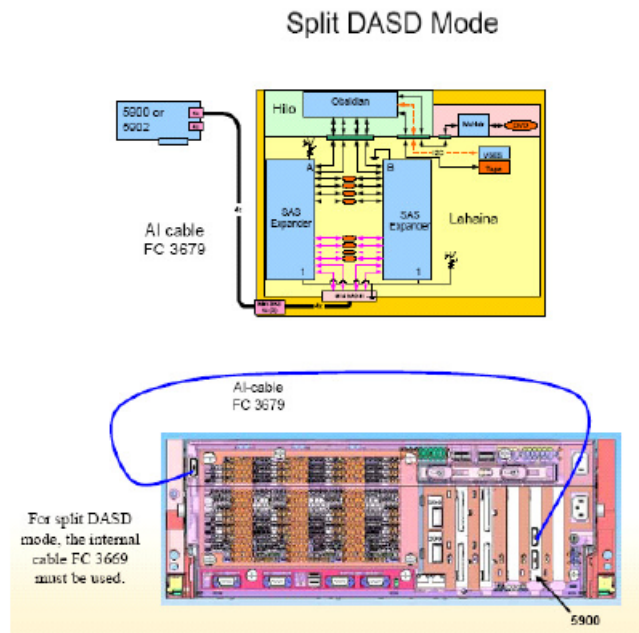 Split DASD Mode
Hilo
Obsidian
5900 or
5902
A
B
VSES
Tape
SAS
Expander
SAS
Expander
Lahaina
AI cable
FC 3679
4x
1
1
4x
AI-cable
FC 3679
For split DASD
mode, the internal
cable FC 3669
must be used.
5900